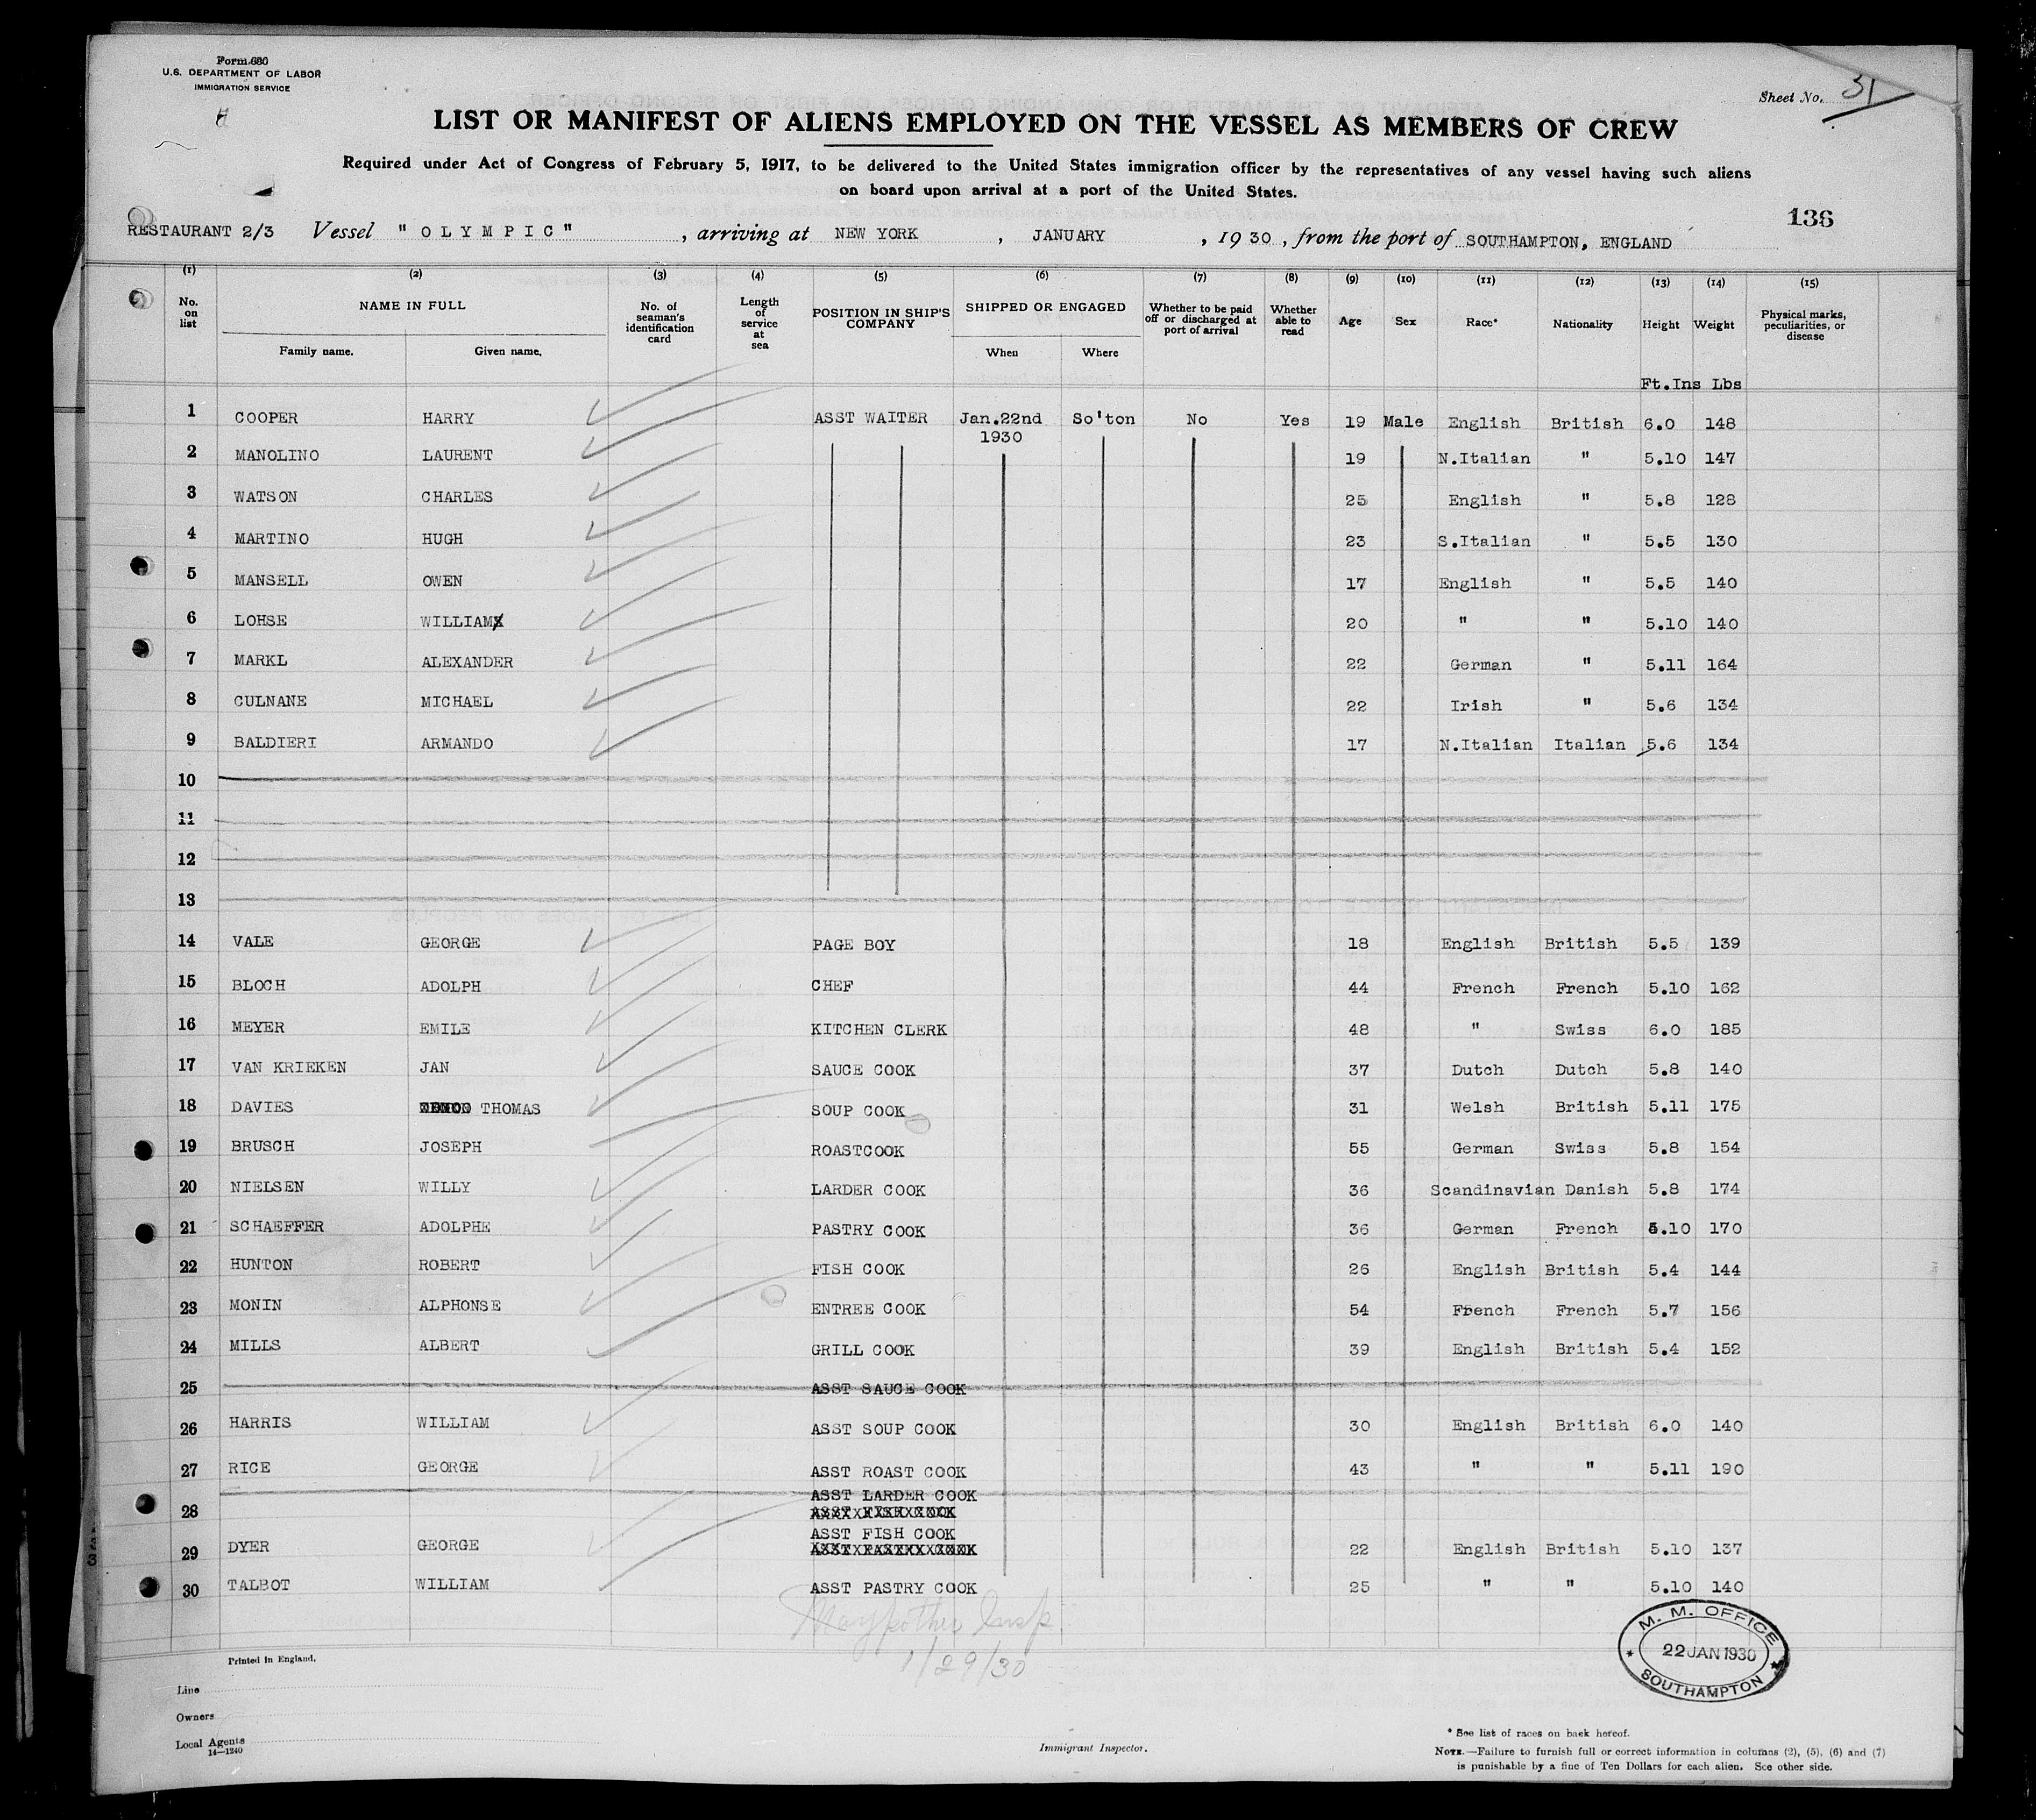 Form 680
U.S. DEPARTMENT OF LABOR
IMMIGRATION SERVICE
Sheet No. 31
LIST OR MANIFEST OF ALIENS EMPLOYED ON THE VESSEL AS MEMBERS OF CREW
Required under Act of Congress of February 5, 1917, to be delivered to the United States immigration officer by the representatives of any vessel having such aliens
on board upon arrival at a port of the United States.
136
RESTAURANT 2/3 Vessel "OLYMPIC", arriving at NEW YORK, JANUARY, 1930, from the port of SOUTHAMPTON, ENGLAND
(1) (2) (3) (4) (5) (6) (7) (8) (9) (10) (11) (12) (13) (14) (15)
No. on list NAME IN FULL No. of seaman's identification card Length of service at sea POSITION IN SHIP'S COMPANY SHIPPED OR ENGAGED Whether to be paid off or discharged at port of arrival Whether able to read Age Sex Race* Nationality Height Weight Physical marks, peculiarities, or disease
Family name. Given name. When Where
Ft.Ins Lbs
1 COOPER HARRY ASST WAITER Jan.22nd So'ton No Yes 19 Male English British 6.0 148
1930
2 MANOLINO LAURENT 19 N.Italian " 5.10 147
3 WATSON CHARLES 25 English " 5.8 128
4 MARTINO HUGH 23 S.Italian " 5.5 130
5 MANSELL OWEN 17 English " 5.5 140
6 LOHSE WILLIAM 20 " " 5.10 140
7 MARKL ALEXANDER 22 German " 5.11 164
8 CULNANE MICHAEL 22 Irish " 5.6 134
9 BALDIERI ARMANDO 17 N.Italian Italian 5.6 134
10
11
12
13
14 VALE GEORGE PAGE BOY 18 English British 5.5 139
15 BLOCH ADOLPH CHEF 44 French French 5.10 162
16 MEYER EMILE KITCHEN CLERK 48 " Swiss 6.0 185
17 VAN KRIEKEN JAN SAUCE COOK 37 Dutch Dutch 5.8 140
18 DAVIES THOMAS SOUP COOK 31 Welsh British 5.11 175
19 BRUSCH JOSEPH ROASTCOOK 55 German Swiss 5.8 154
20 NIELSEN WILLY LARDER COOK 36 Scandinavian Danish 5.8 174
21 SCHAEFFER ADOLPHE PASTRY COOK 36 German French 5.10 170
22 HUNTON ROBERT FISH COOK 26 English British 5.4 144
23 MONIN ALPHONSE ENTREE COOK 54 French French 5.7 156
24 MILLS ALBERT GRILL COOK 39 English British 5.4 152
25 ASST SAUCE COOK
26 HARRIS WILLIAM ASST SOUP COOK 30 English British 6.0 140
27 RICE GEORGE ASST ROAST COOK 43 " " 5.11 190
ASST LARDER COOK
28
ASST FISH COOK
29 DYER GEORGE 22 English British 5.10 137
30 TALBOT WILLIAM ASST PASTRY COOK 25 " " 5.10 140
Insp.
1/29/30
M. M. OFFICE
22 JAN 1930
SOUTHAMPTON
Printed in England.
Line
Owners
Local Agents
14—1240
Immigrant Inspector.
* See list of races on back hereof.
NOTE.—Failure to furnish full or correct information in columns (2), (5), (6) and (7)
is punishable by a fine of Ten Dollars for each alien. See other side.